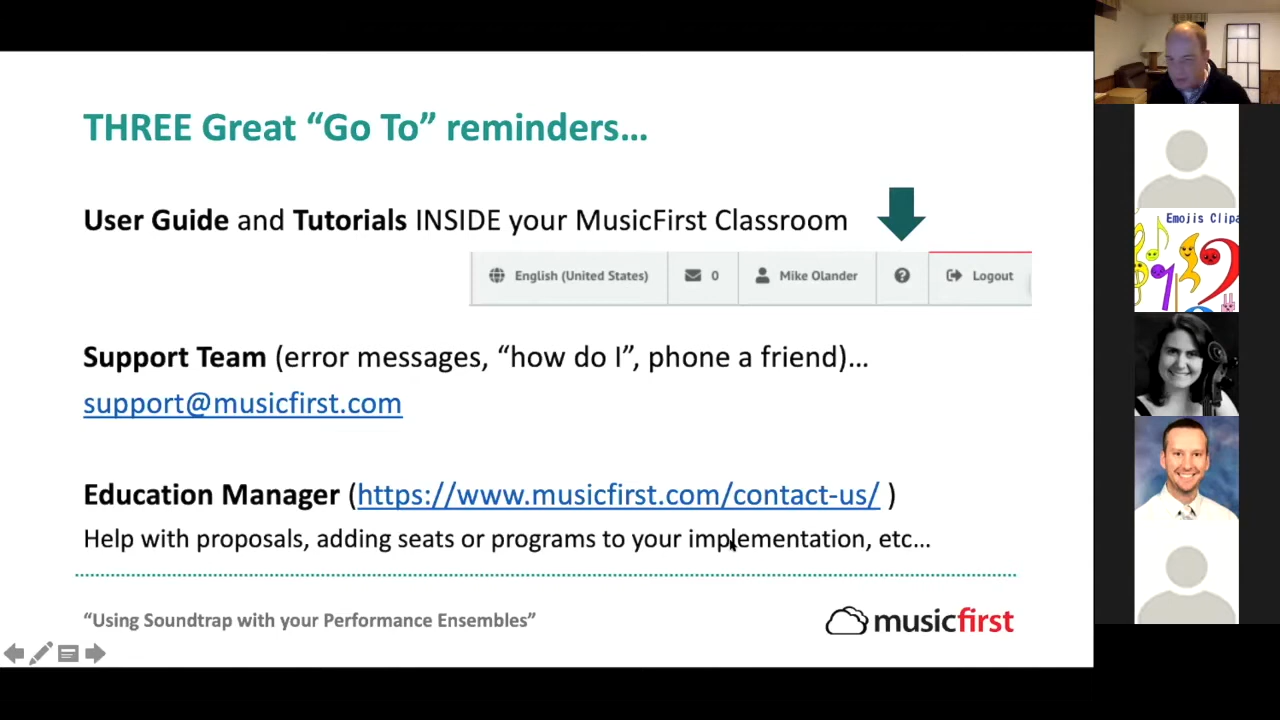 THREE Great “Go To” reminders…
User Guide and Tutorials INSIDE your MusicFirst Classroom
English (United States) 0 Mike Olander ? Logout
Support Team (error messages, “how do I”, phone a friend)…
support@musicfirst.com
Education Manager (https://www.musicfirst.com/contact-us/ )
Help with proposals, adding seats or programs to your implementation, etc…
“Using Soundtrap with your Performance Ensembles”
musicfirst
Emojis Clipa